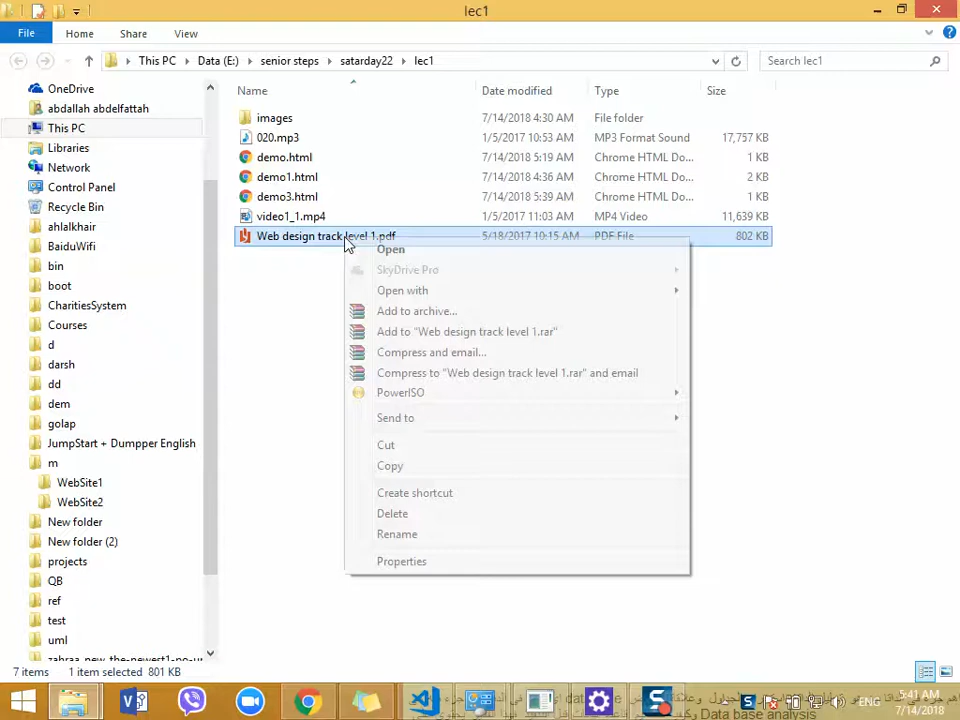 lec1
File
Home
Share
View
This PC
Data (E:)
senior steps
satarday22
lec1
Search lec1
Name
Date modified
Type
Size
OneDrive
abdallah abdelfattah
This PC
Libraries
Network
Control Panel
Recycle Bin
ahlalkhair
BaiduWifi
bin
boot
CharitiesSystem
Courses
d
darsh
dd
dem
golap
JumpStart + Dumpper English
m
WebSite1
WebSite2
New folder
New folder (2)
projects
QB
ref
test
uml
images 7/14/2018 4:30 AM File folder
020.mp3 1/5/2017 10:53 AM MP3 Format Sound 17,757 KB
demo.html 7/14/2018 5:19 AM Chrome HTML Do... 1 KB
demo1.html 7/14/2018 4:36 AM Chrome HTML Do... 2 KB
demo3.html 7/14/2018 5:39 AM Chrome HTML Do... 1 KB
video1_1.mp4 1/5/2017 11:03 AM MP4 Video 11,639 KB
Web design track level 1.pdf 5/18/2017 10:15 AM PDF File 802 KB
Open
SkyDrive Pro
Open with
Add to archive...
Add to "Web design track level 1.rar"
Compress and email...
Compress to "Web design track level 1.rar" and email
PowerISO
Send to
Cut
Copy
Create shortcut
Delete
Rename
Properties
7 items 1 item selected 801 KB
ENG
5:41 AM
7/14/2018
Data base analysis